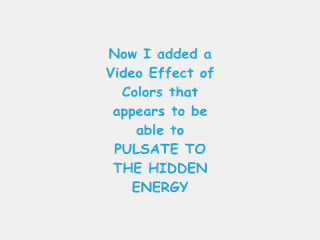 Now I added a
Video Effect of
Colors that
appears to be
able to
PULSATE TO
THE HIDDEN
ENERGY